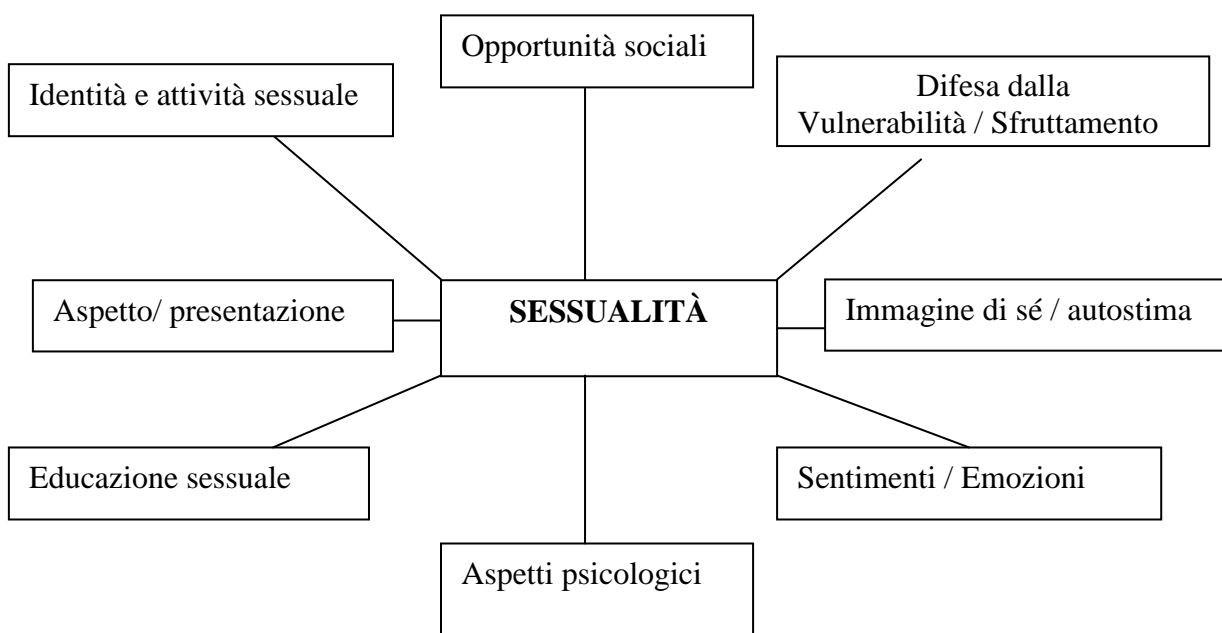 Opportunità sociali
Identità e attività sessuale
Difesa dalla
Vulnerabilità / Sfruttamento
Aspetto/ presentazione
SESSUALITÀ
Immagine di sé / autostima
Educazione sessuale
Sentimenti / Emozioni
Aspetti psicologici